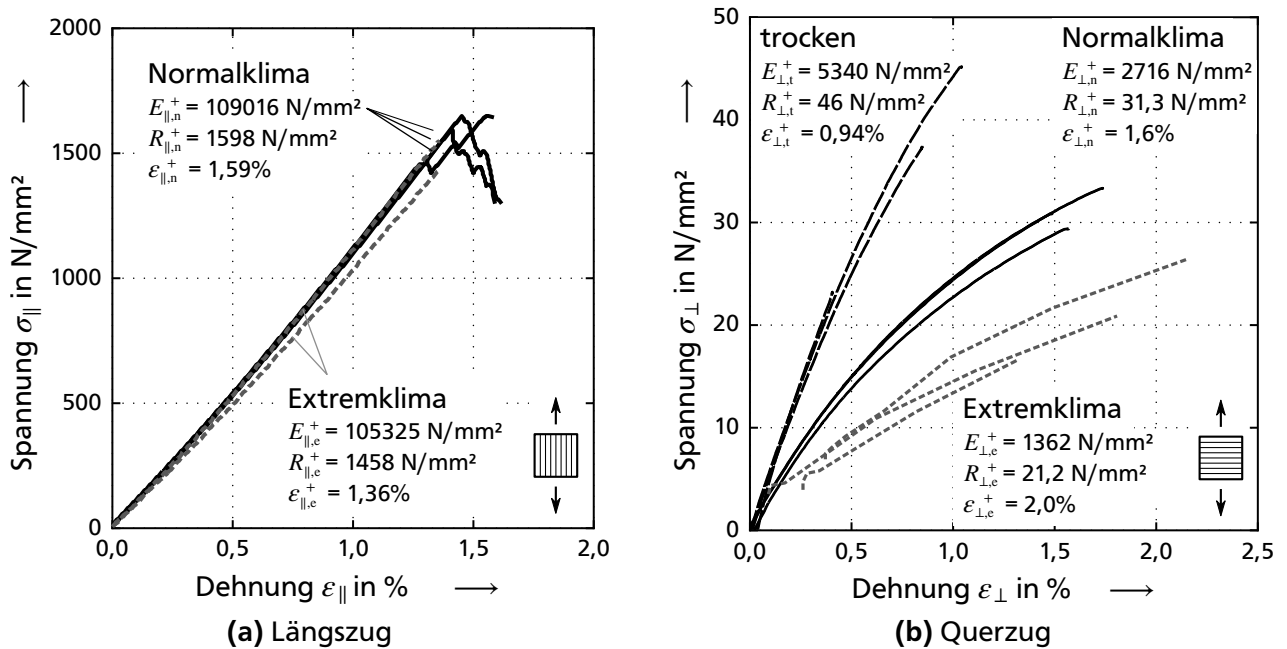 2000
1500
1000
500
0
Spannung σ∥ in N/mm²
Normalklima
E∥,n⁺ = 109016 N/mm²
R∥,n⁺ = 1598 N/mm²
ε∥,n⁺ = 1,59%
Extremklima
E∥,e⁺ = 105325 N/mm²
R∥,e⁺ = 1458 N/mm²
ε∥,e⁺ = 1,36%
0,0 0,5 1,0 1,5 2,0
Dehnung ε∥ in %
(a) Längszug
50
40
30
20
10
0
Spannung σ⊥ in N/mm²
trocken
E⊥,t⁺ = 5340 N/mm²
R⊥,t⁺ = 46 N/mm²
ε⊥,t⁺ = 0,94%
Normalklima
E⊥,n⁺ = 2716 N/mm²
R⊥,n⁺ = 31,3 N/mm²
ε⊥,n⁺ = 1,6%
Extremklima
E⊥,e⁺ = 1362 N/mm²
R⊥,e⁺ = 21,2 N/mm²
ε⊥,e⁺ = 2,0%
0,0 0,5 1,0 1,5 2,0 2,5
Dehnung ε⊥ in %
(b) Querzug